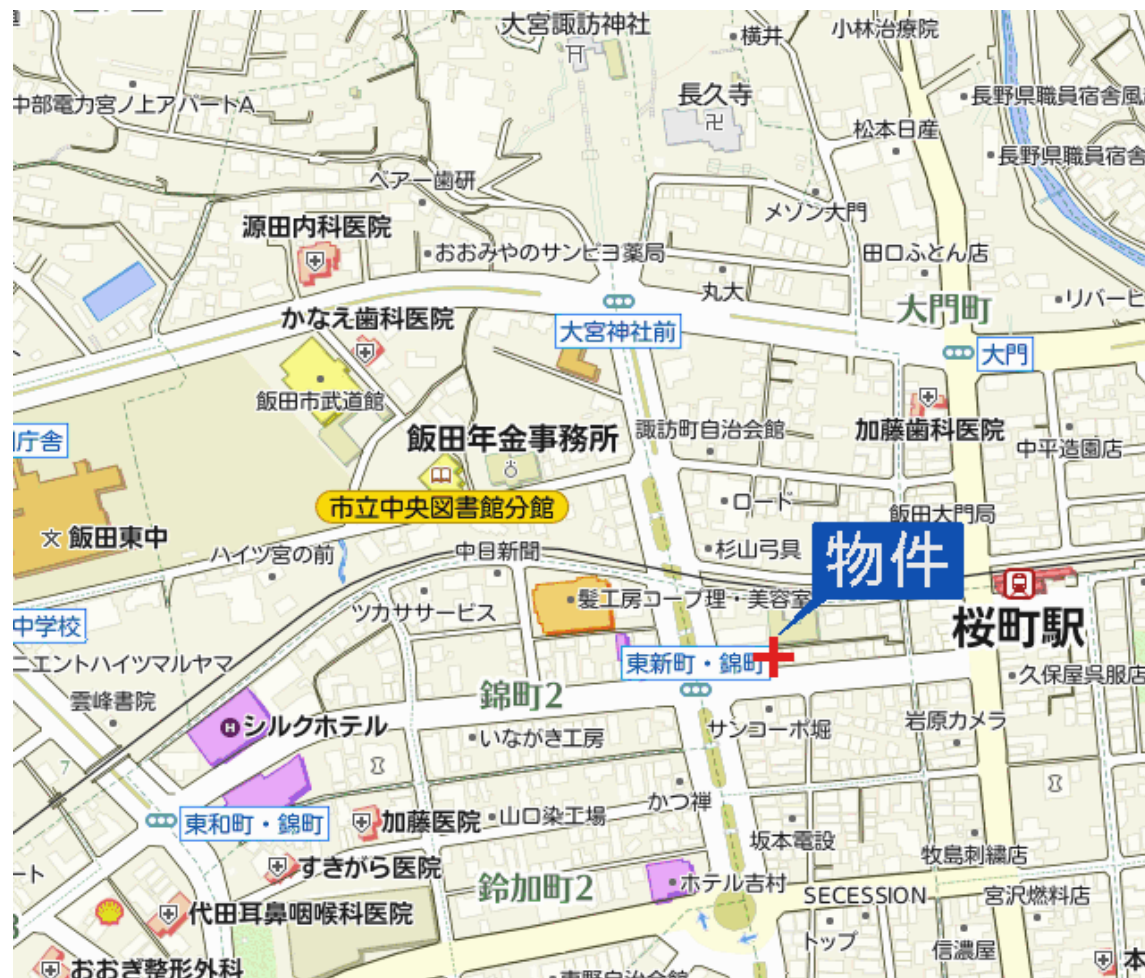 大宮諏訪神社
横井
小林治療院
中部電力宮ノ上アパートA
長久寺
長野県職員宿舎風
松本日産
長野県職員宿舎
ベアー歯研
メゾン大門
源田内科医院
おおみやのサンピヨ薬局
田口ふとん店
丸大
大門町
リバービ
かなえ歯科医院
大宮神社前
大門
飯田市武道館
飯田年金事務所
諏訪町自治会館
加藤歯科医院
中平造園店
庁舎
市立中央図書館分館
ロード
飯田大門局
飯田東中
ハイツ宮の前
中日新聞
杉山弓具
物件
ツカササービス
髪工房コープ理・美容室
桜町駅
中学校
ニエントハイツマルヤマ
東新町・錦町
久保屋呉服店
雲峰書院
錦町2
シルクホテル
いながき工房
サンコーポ堀
岩原カメラ
7
かつ禅
東和町・錦町
加藤医院
山口染工場
坂本電設
牧島刺繍店
すきがら医院
ート
鈴加町2
ホテル吉村
SECESSION
宮沢燃料店
代田耳鼻咽喉科医院
トップ
信濃屋
おおぎ整形外科
本